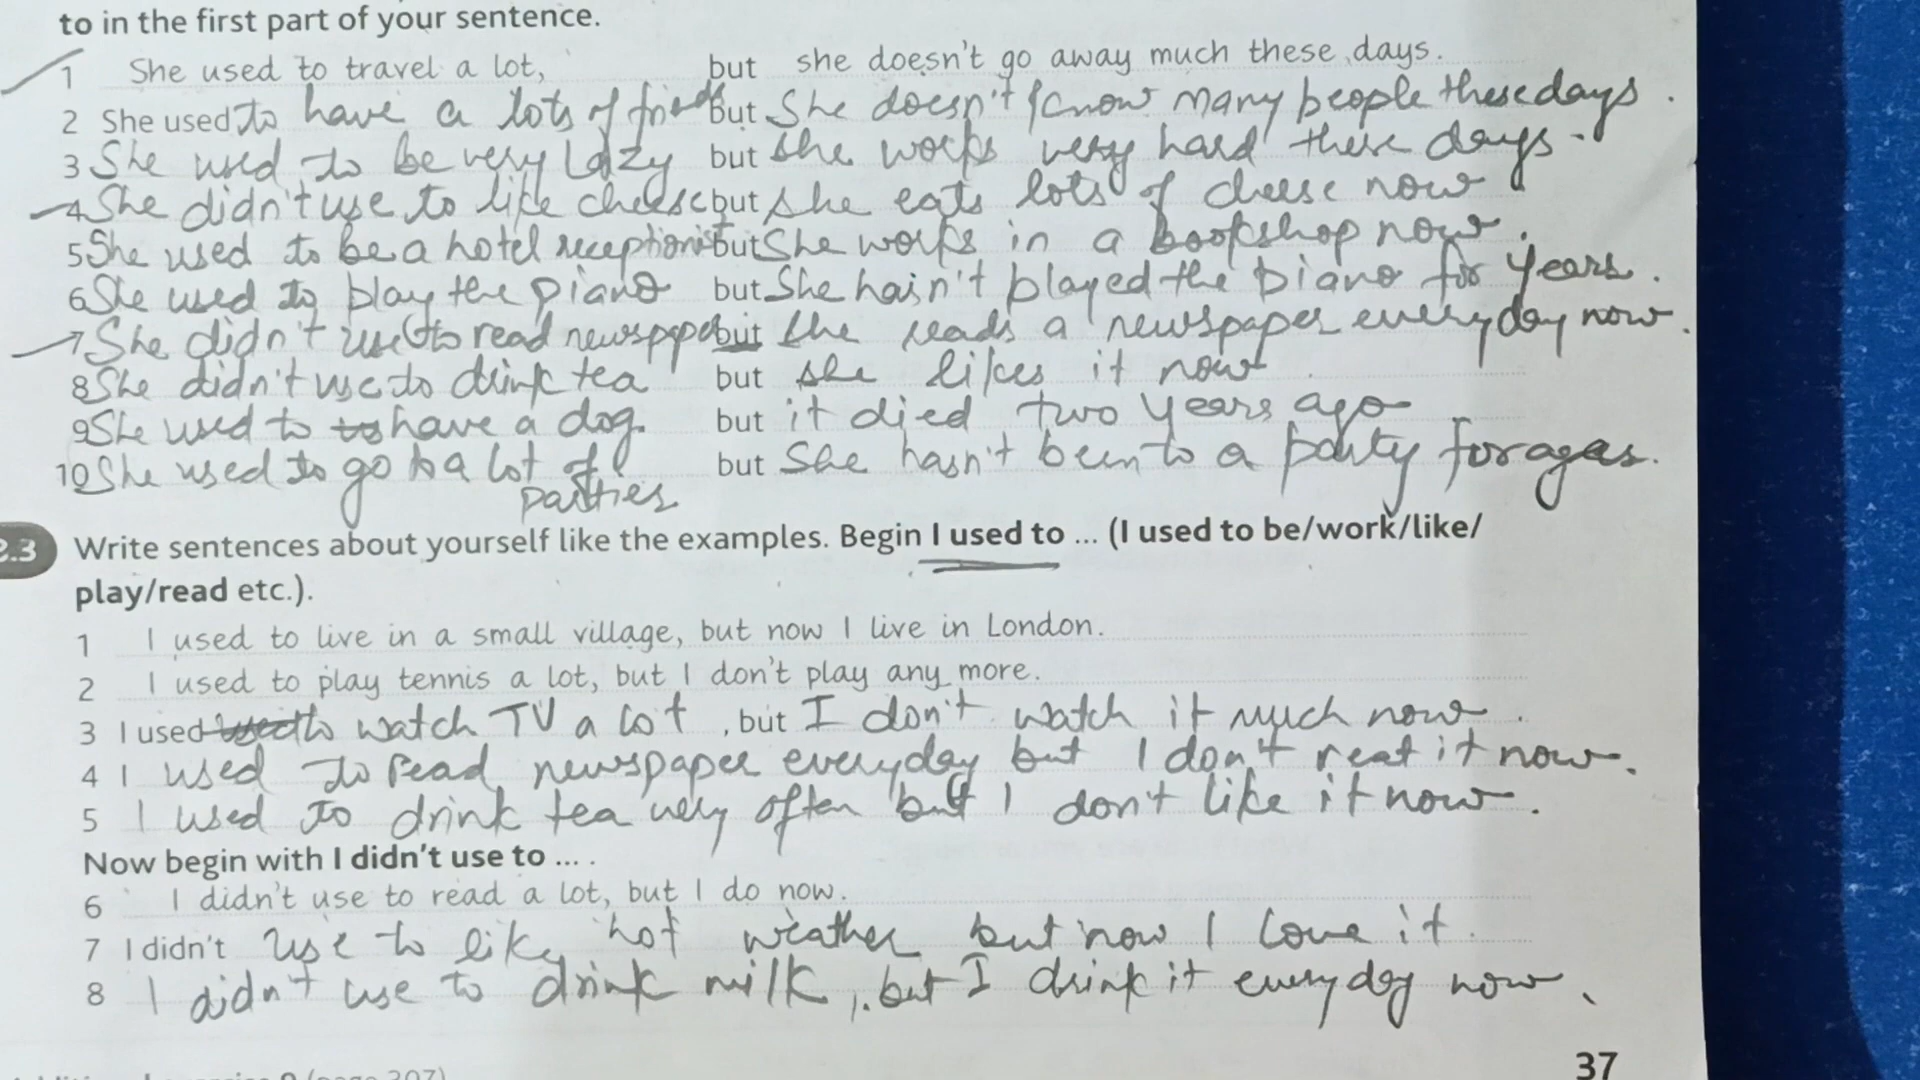 to in the first part of your sentence.
1 She used to travel a lot, but she doesn't go away much these days.
2 She used to have a lots of friends but She doesn't know many people these days.
3 She used to be very lazy but she works very hard these days.
4 She didn't use to like cheese but she eats lots of cheese now
5 She used to be a hotel receptionist but She works in a bookshop now.
6 She used to play the piano but She hasn't played the piano for years.
7 She didn't use to read newspaper but she reads a newspaper everyday now.
8 She didn't use to drink tea but she likes it now
9 She used to have a dog. but it died two years ago
10 She used to go to a lot of parties but She hasn't been to a party for ages.
2.3 Write sentences about yourself like the examples. Begin I used to ... (I used to be/work/like/
play/read etc.).
1 I used to live in a small village, but now I live in London.
2 I used to play tennis a lot, but I don't play any more.
3 I used to watch TV a lot, but I don't watch it much now.
4 I used to read newspaper everyday but I don't reat it now.
5 I used to drink tea very often but I don't like it now.
Now begin with I didn't use to ... .
6 I didn't use to read a lot, but I do now.
7 I didn't use to like hot weather but now I love it.
8 I didn't use to drink milk, but I drink it everyday now.
37